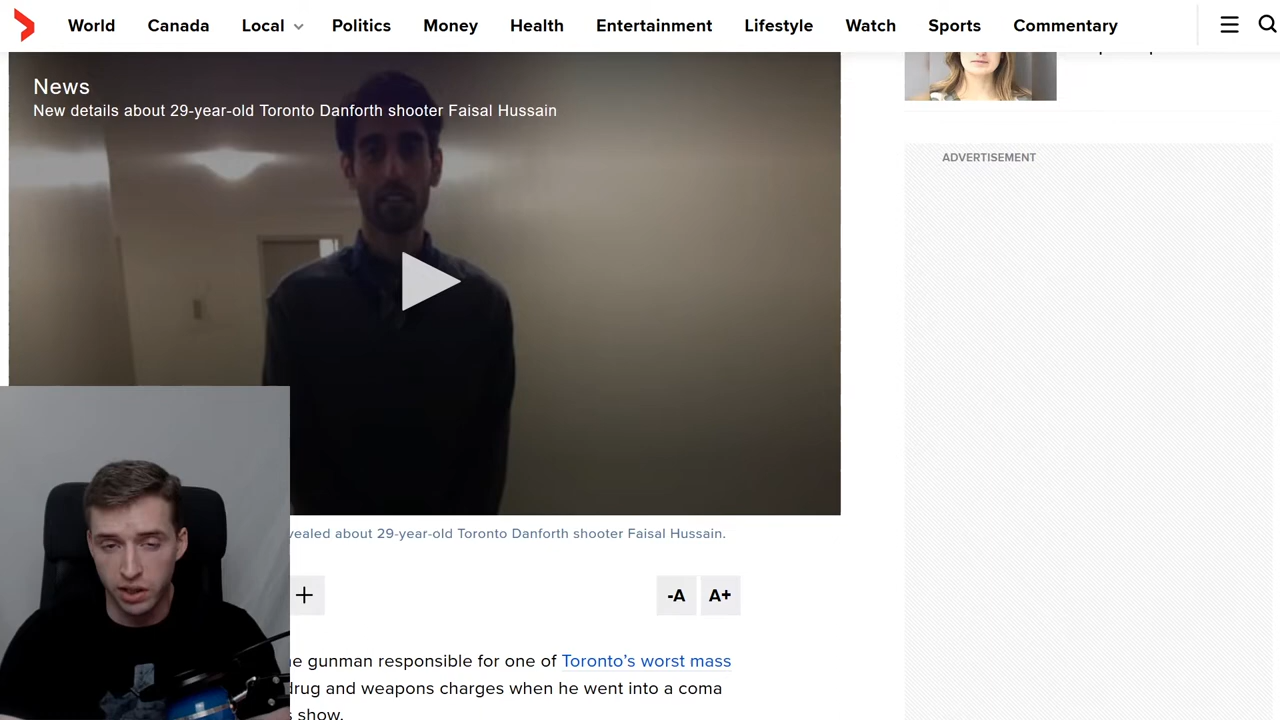 World Canada Local Politics Money Health Entertainment Lifestyle Watch Sports Commentary
News
New details about 29-year-old Toronto Danforth shooter Faisal Hussain
ADVERTISEMENT
vealed about 29-year-old Toronto Danforth shooter Faisal Hussain.
+ -A A+
e gunman responsible for one of Toronto's worst mass
drug and weapons charges when he went into a coma
s show.